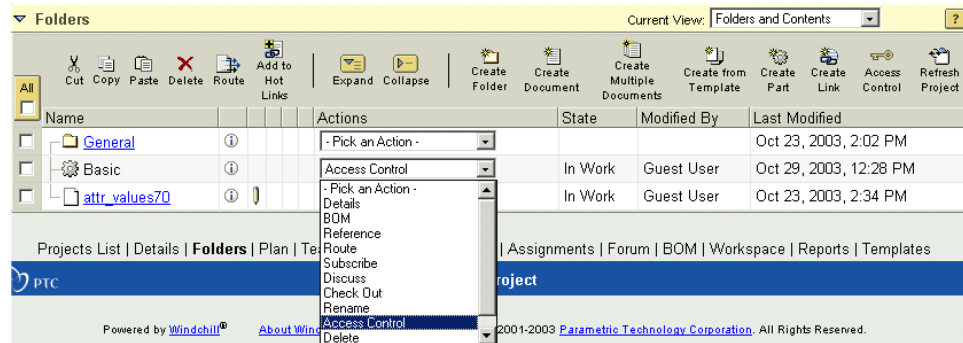 Folders Current View: Folders and Contents ?
All Cut Copy Paste Delete Route Add to Hot Links Expand Collapse Create Folder Create Document Create Multiple Documents Create from Template Create Part Create Link Access Control Refresh Project
Name Actions State Modified By Last Modified
General - Pick an Action - Oct 23, 2003, 2:02 PM
Basic Access Control In Work Guest User Oct 29, 2003, 12:28 PM
attr_values70 - Pick an Action - In Work Guest User Oct 23, 2003, 2:34 PM
Details
BOM
Reference
Projects List | Details | Folders | Plan | Te Route | Assignments | Forum | BOM | Workspace | Reports | Templates
Subscribe
PTC Discuss roject
Check Out
Rename
Powered by Windchill® About Winc Access Control 2001-2003 Parametric Technology Corporation. All Rights Reserved.
Delete